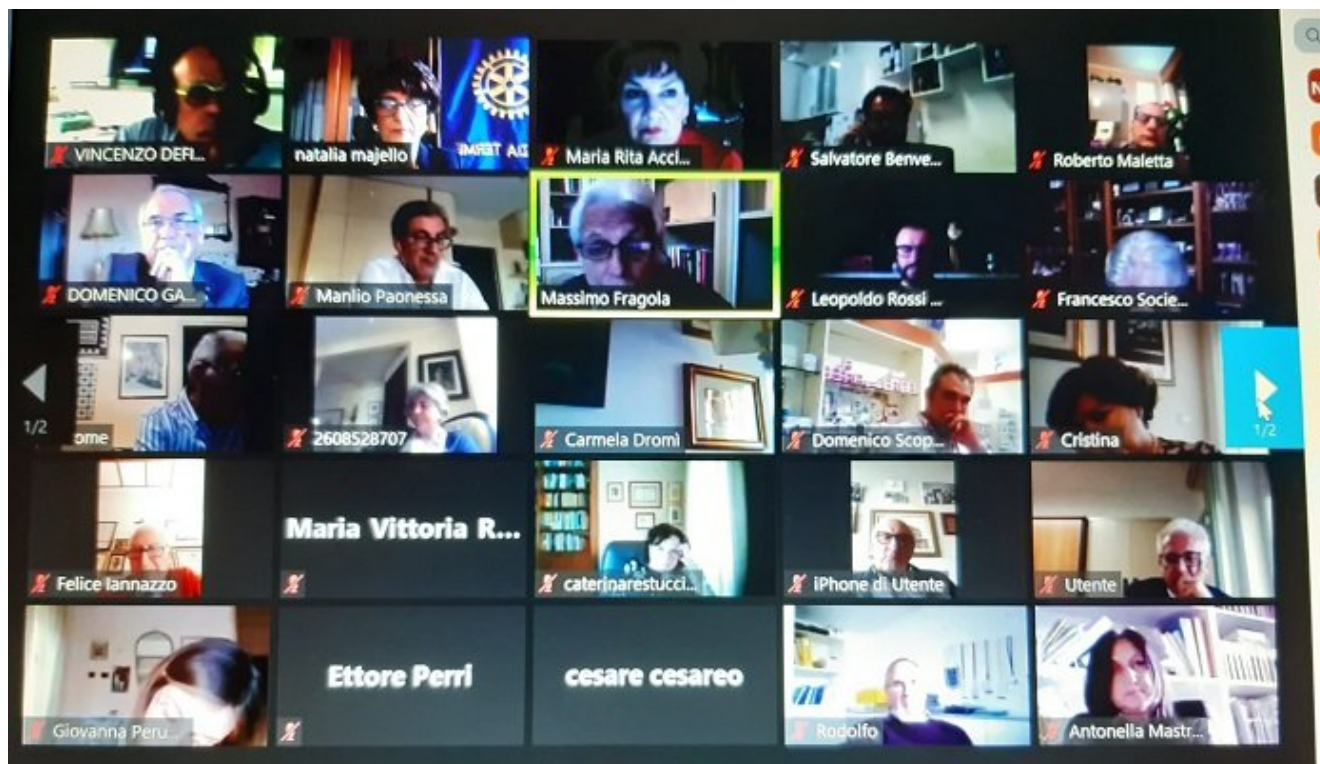 VINCENZO DEFI...
natalia majello
Maria Rita Acci...
Salvatore Benve...
Roberto Maletta
DOMENICO GA...
Manlio Paonessa
Massimo Fragola
Leopoldo Rossi ...
Francesco Socie...
ome
2608528707
Carmela Dromì
Domenico Scop...
Cristina
1/2
1/2
Felice Iannazzo
Maria Vittoria R...
caterinarestucci...
iPhone di Utente
Utente
Giovanna Peru...
Ettore Perri
cesare cesareo
Rodolfo
Antonella Mastr...